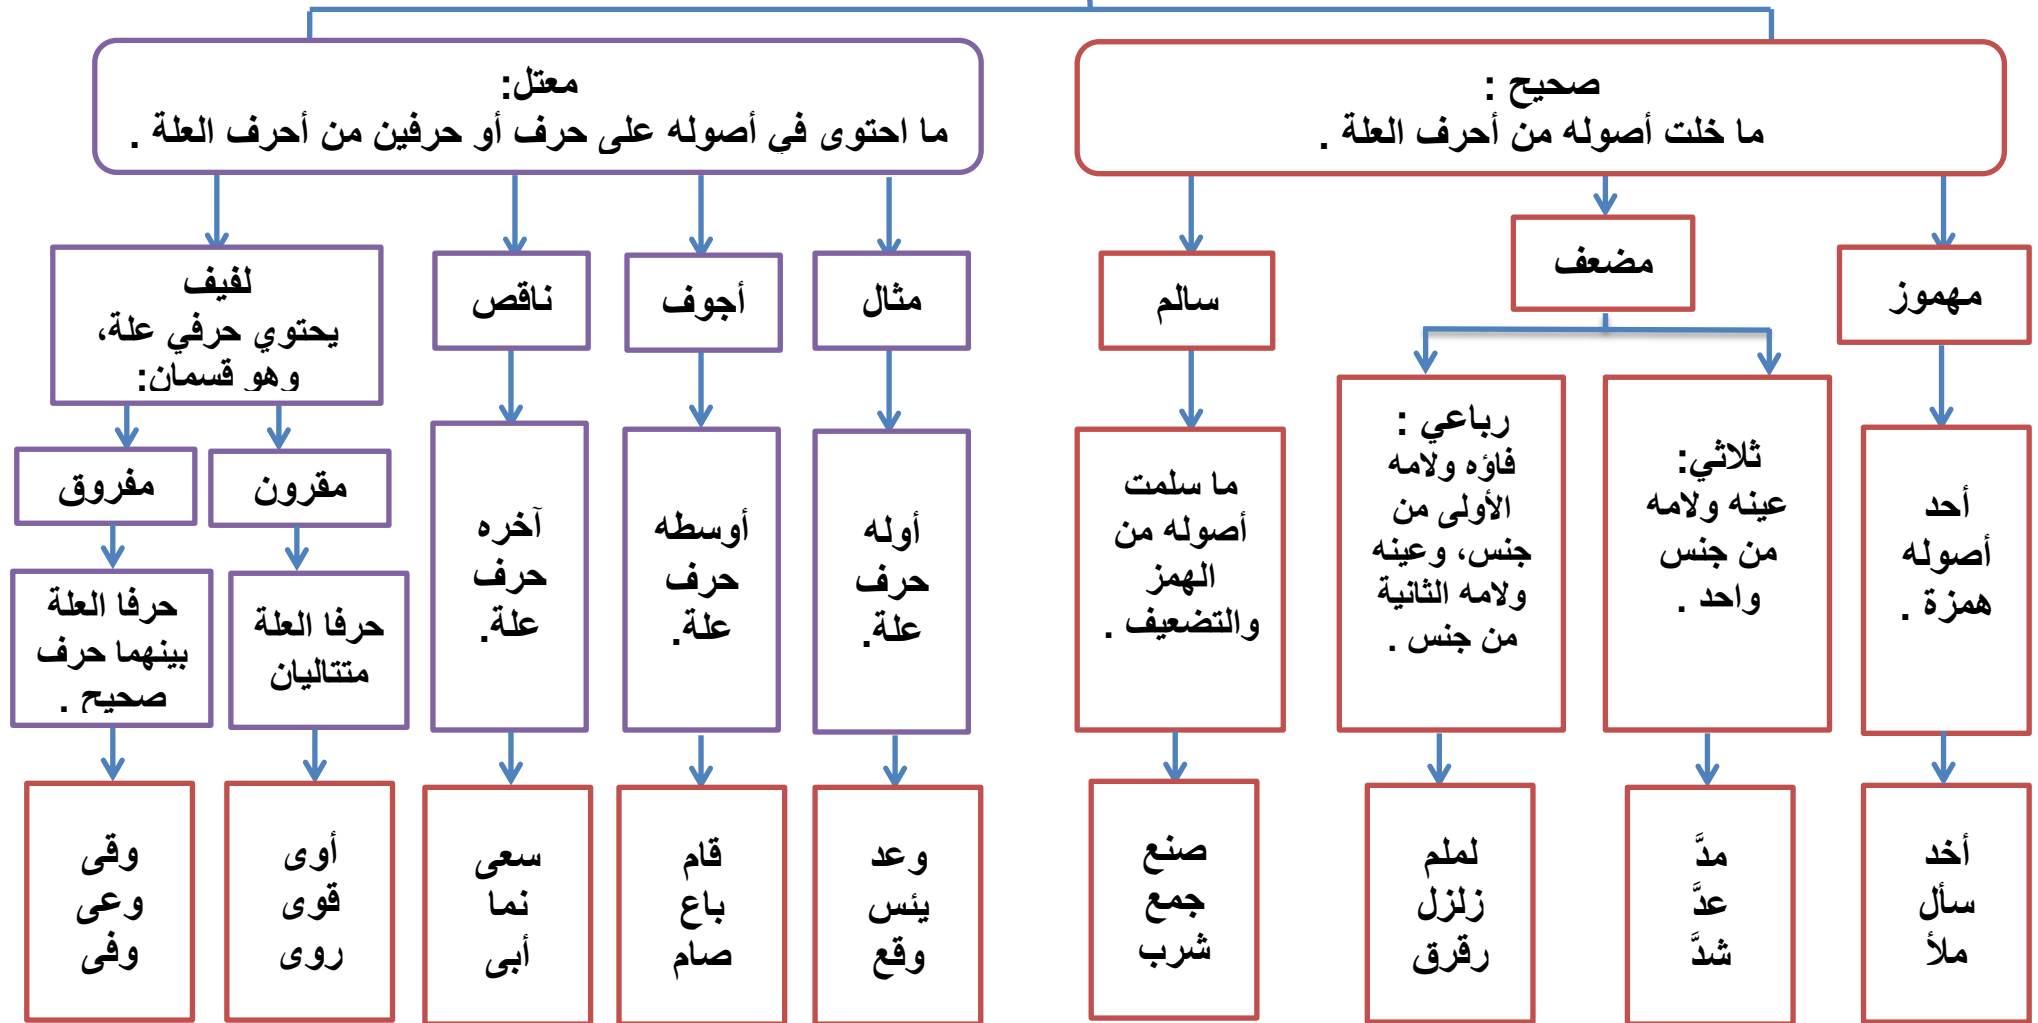 صحيح :
ما خلت أصوله من أحرف العلة .
معتل:
ما احتوى في أصوله على حرف أو حرفين من أحرف العلة .
مهموز
مضعف
سالم
مثال
أجوف
ناقص
لفيف
يحتوي حرفي علة،
وهو قسمان:
مقرون
مفروق
أحد
أصوله
همزة .
ثلاثي:
عينه ولامه
من جنس
واحد .
رباعي :
فاؤه ولامه
الأولى من
جنس، وعينه
ولامه الثانية
من جنس .
ما سلمت
أصوله من
الهمز
والتضعيف .
أوله
حرف
علة.
أوسطه
حرف
علة.
آخره
حرف
علة.
حرفا العلة
متتاليان
حرفا العلة
بينهما حرف
صحيح .
أخد
سأل
ملأ
مدَّ
عدَّ
شدَّ
لملم
زلزل
رقرق
صنع
جمع
شرب
وعد
يئس
وقع
قام
باع
صام
سعى
نما
أبى
أوى
قوى
روى
وقى
وعى
وفى